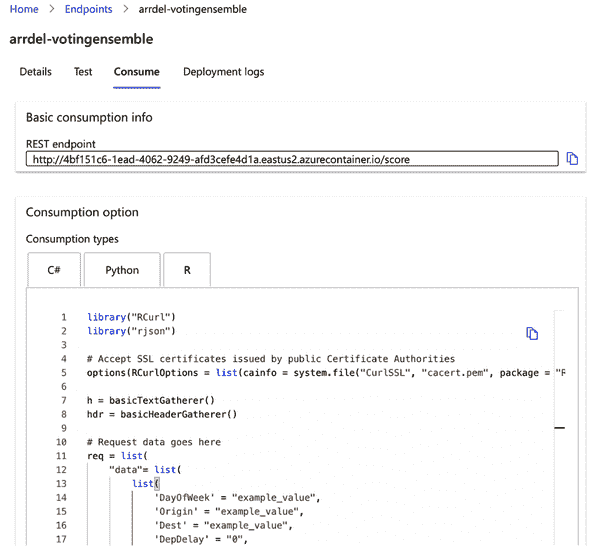 Home > Endpoints > arrdel-votingensemble
arrdel-votingensemble
Details Test Consume Deployment logs
Basic consumption info
REST endpoint
http://4bf151c6-1ead-4062-9249-afd3cefe4d1a.eastus2.azurecontainer.io/score
Consumption option
Consumption types
C# Python R
1 library("RCurl")
2 library("rjson")
3
4 # Accept SSL certificates issued by public Certificate Authorities
5 options(RCurlOptions = list(cainfo = system.file("CurlSSL", "cacert.pem", package = "R
6
7 h = basicTextGatherer()
8 hdr = basicHeaderGatherer()
9
10 # Request data goes here
11 req = list(
12 "data"= list(
13 list(
14 'DayOfWeek' = "example_value",
15 'Origin' = "example_value",
16 'Dest' = "example_value",
17 'DepDelay' = "0",